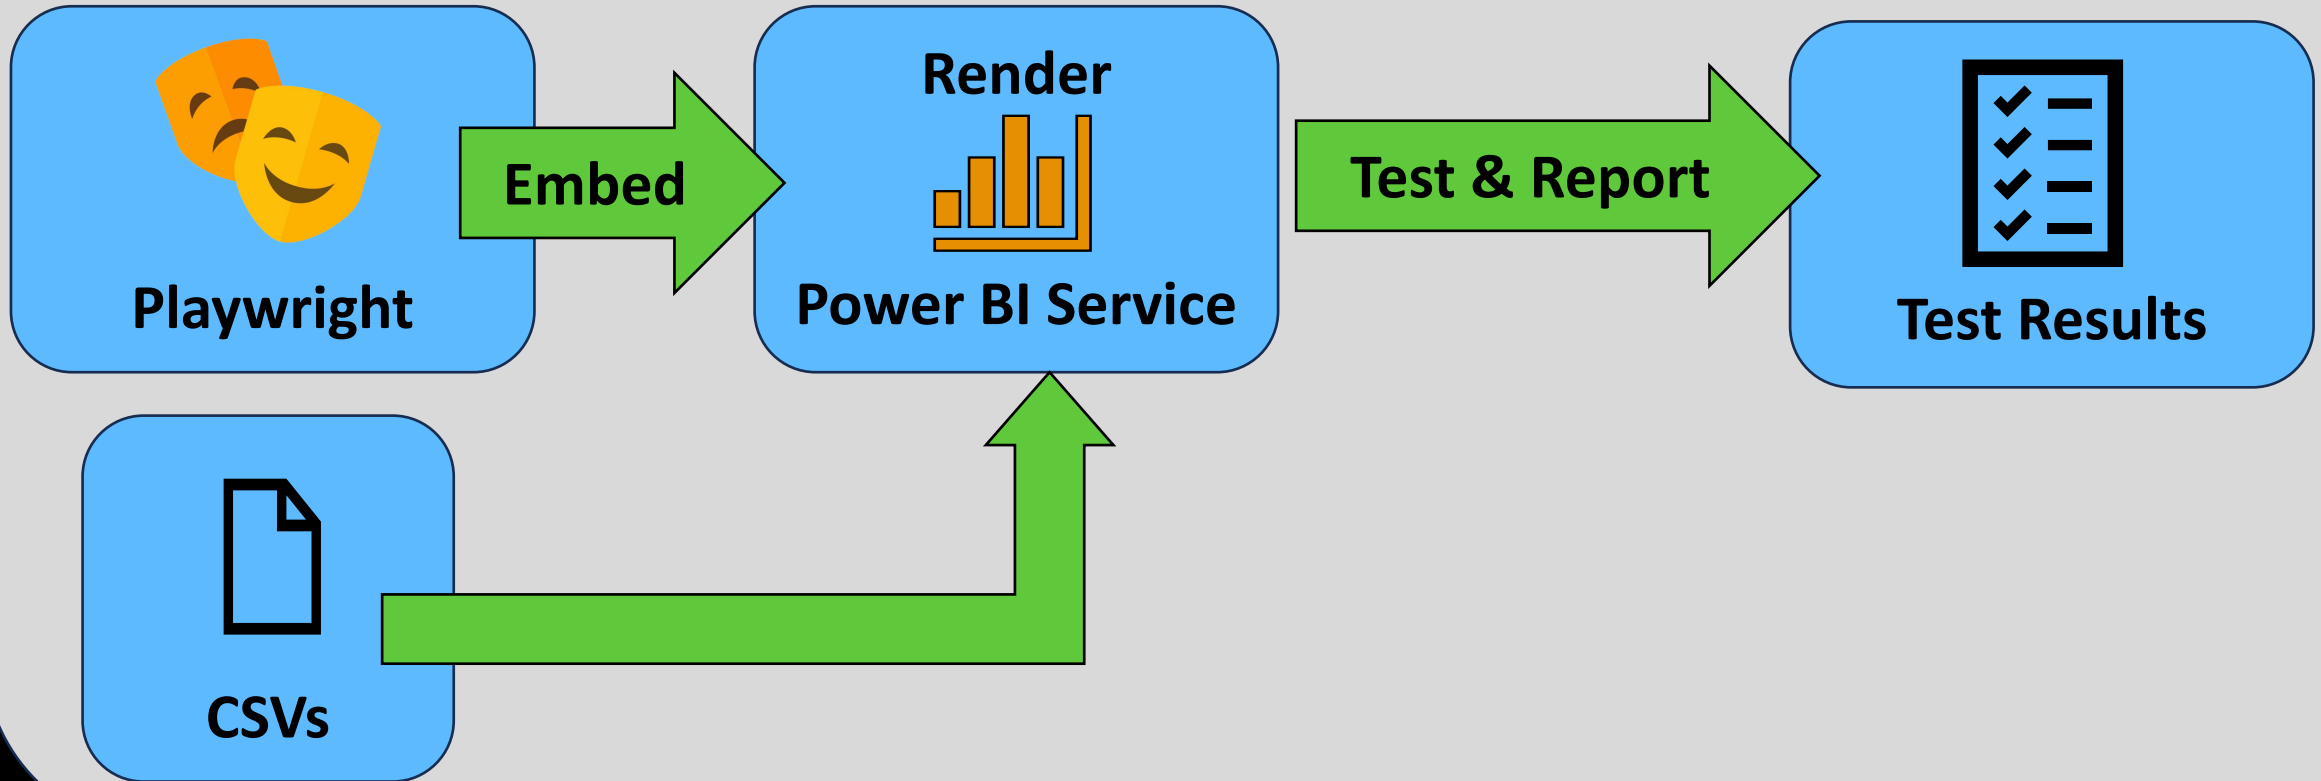 Render
Embed
Test & Report
Playwright
Power BI Service
Test Results
CSVs